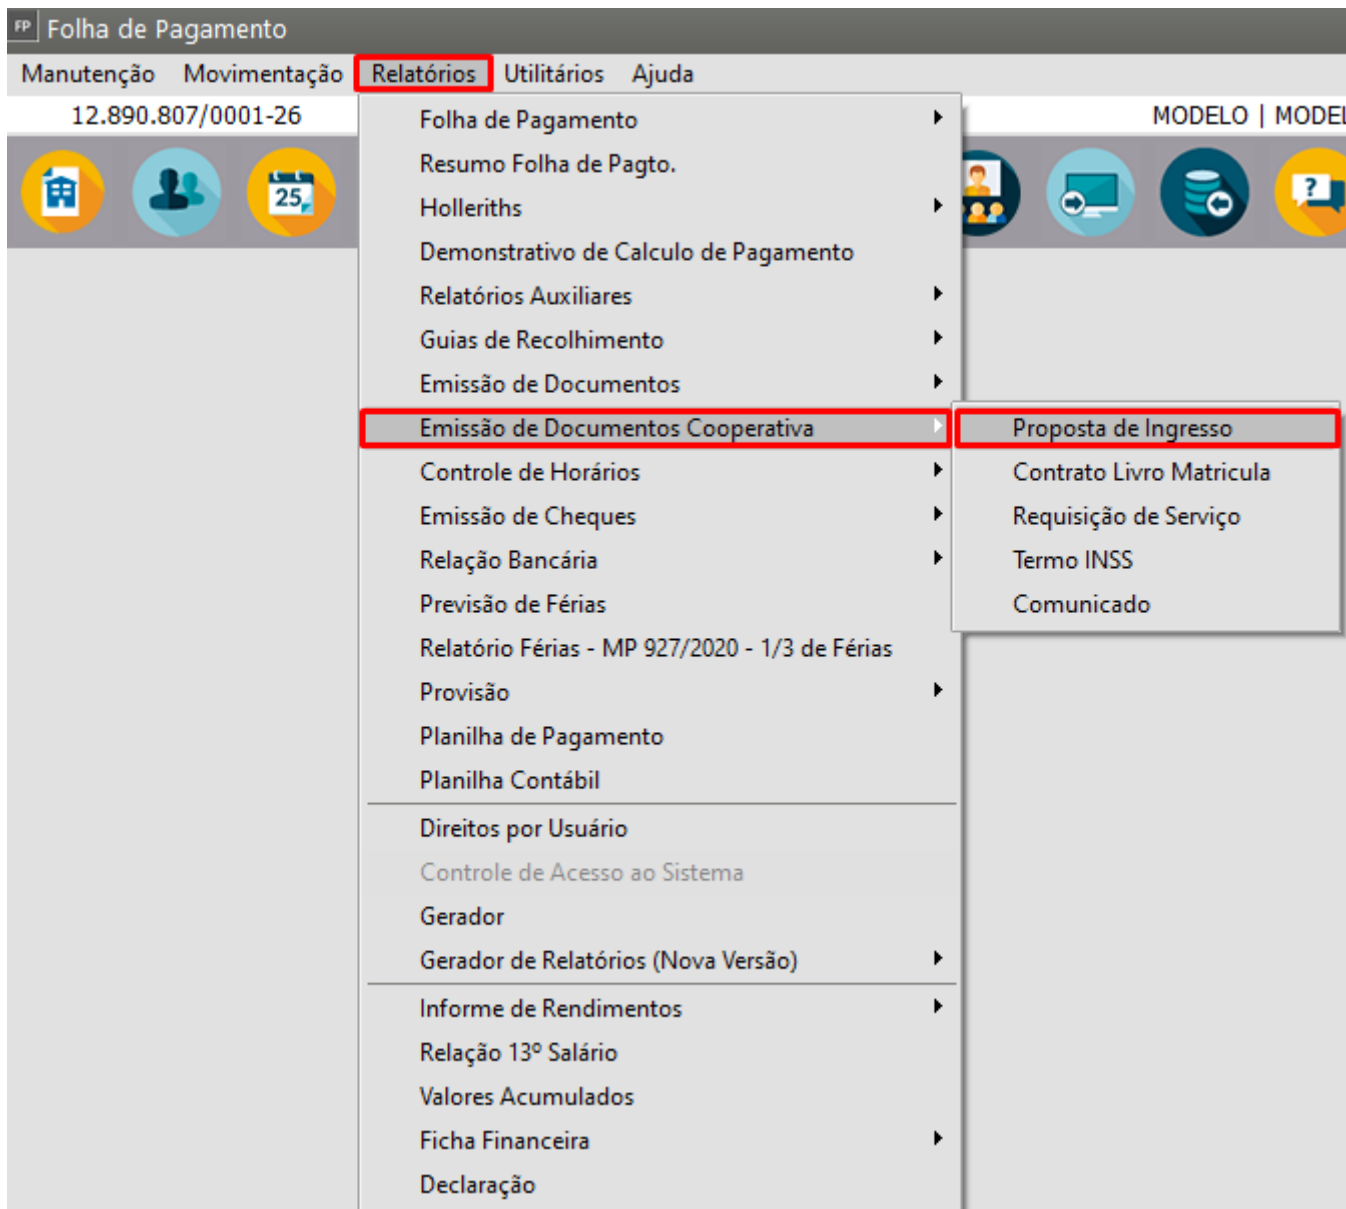 FP Folha de Pagamento
Manutenção Movimentação Relatórios Utilitários Ajuda
12.890.807/0001-26 MODELO | MODEL
25
?
Folha de Pagamento
Resumo Folha de Pagto.
Holleriths
Demonstrativo de Calculo de Pagamento
Relatórios Auxiliares
Guias de Recolhimento
Emissão de Documentos
Emissão de Documentos Cooperativa
Controle de Horários
Emissão de Cheques
Relação Bancária
Previsão de Férias
Relatório Férias - MP 927/2020 - 1/3 de Férias
Provisão
Planilha de Pagamento
Planilha Contábil
Direitos por Usuário
Controle de Acesso ao Sistema
Gerador
Gerador de Relatórios (Nova Versão)
Informe de Rendimentos
Relação 13º Salário
Valores Acumulados
Ficha Financeira
Declaração
Proposta de Ingresso
Contrato Livro Matricula
Requisição de Serviço
Termo INSS
Comunicado